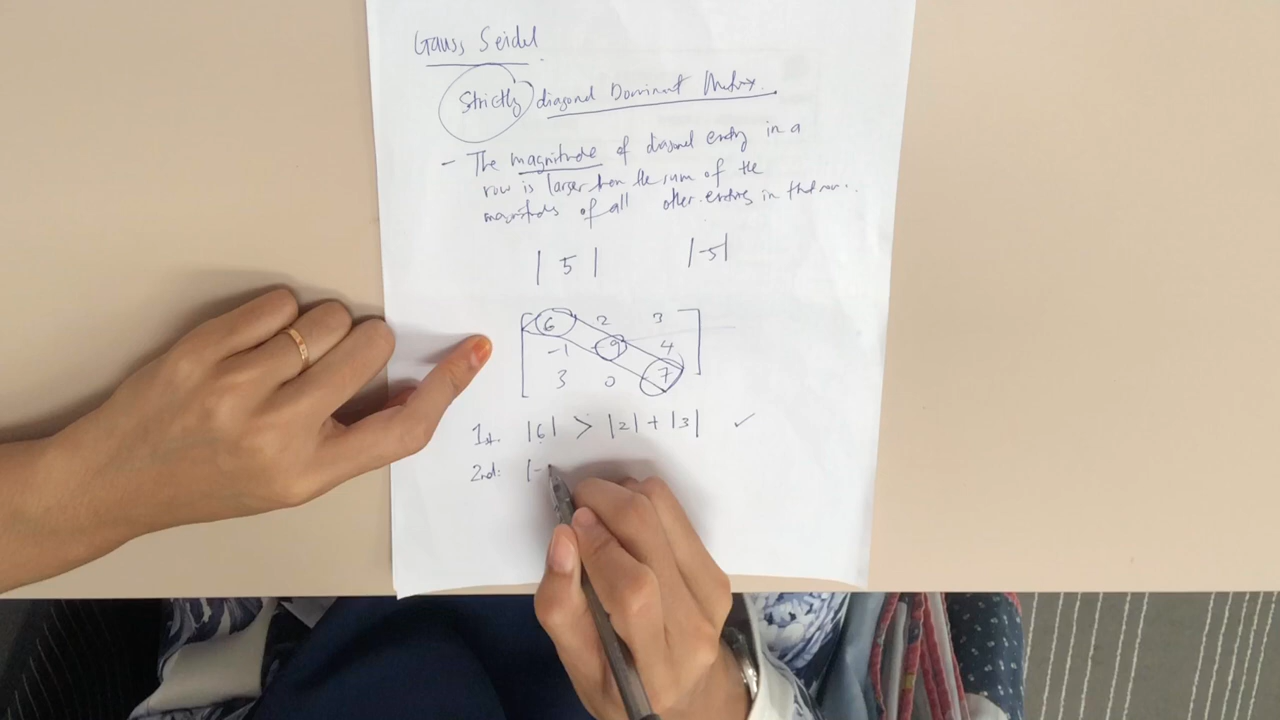 Gauss Seidel
Strictly diagonal Dominant Matrix.
- The magnitude of diagonal entry in a
row is larger than the sum of the
magnitudes of all other entries in that row.
|5| |-5|
6 2 3
-1 -9 4
3 0 7
1st. |6| > |2| + |3| ✓
2nd: |-